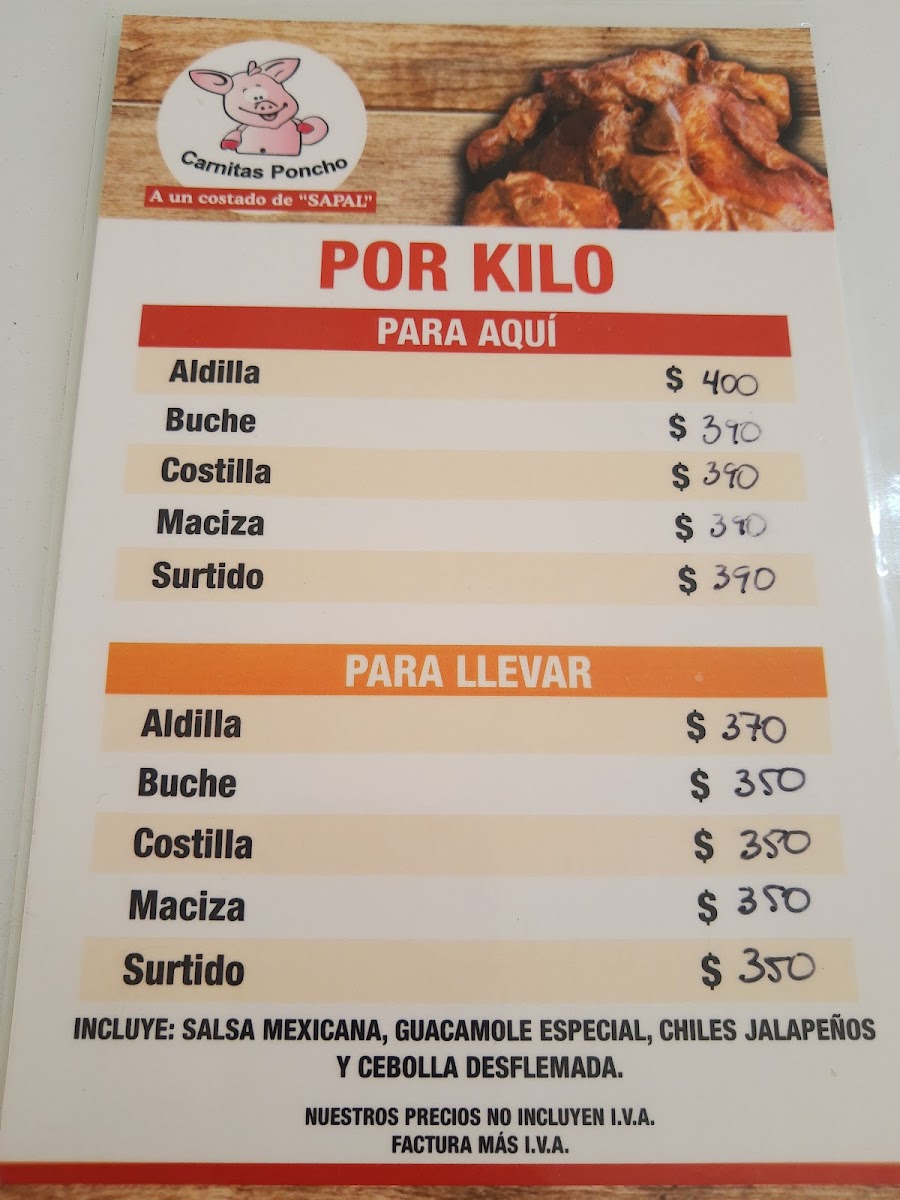 Carnitas Poncho
A un costado de "SAPAL"
POR KILO
PARA AQUÍ
Aldilla $ 400
Buche $ 390
Costilla $ 390
Maciza $ 390
Surtido $ 390
PARA LLEVAR
Aldilla $ 370
Buche $ 350
Costilla $ 350
Maciza $ 350
Surtido $ 350
INCLUYE: SALSA MEXICANA, GUACAMOLE ESPECIAL, CHILES JALAPEÑOS
Y CEBOLLA DESFLEMADA.
NUESTROS PRECIOS NO INCLUYEN I.V.A.
FACTURA MÁS I.V.A.